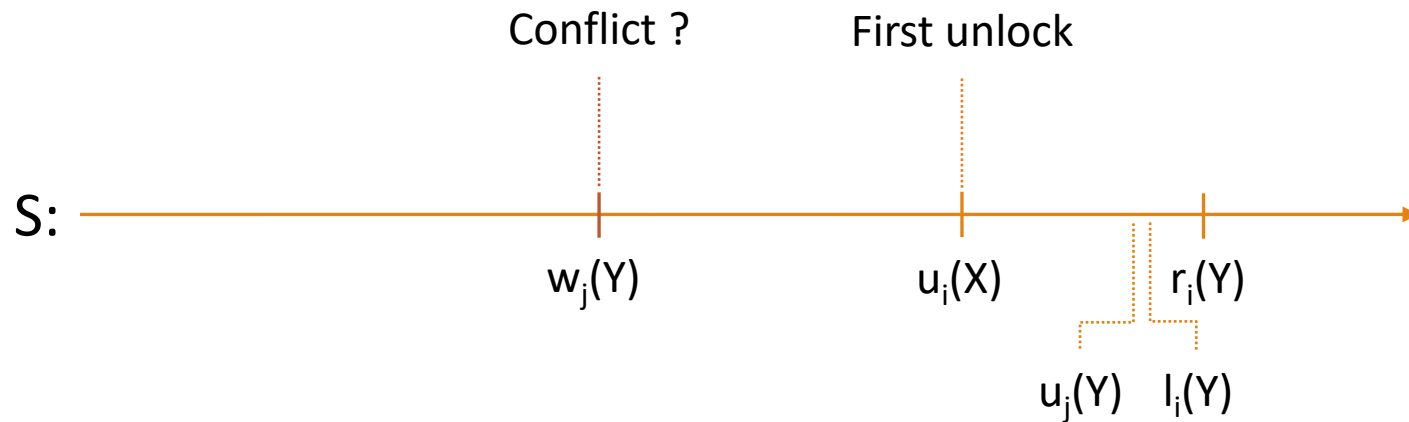 Conflict ?
First unlock
S:
wⱼ(Y)
uᵢ(X)
rᵢ(Y)
uⱼ(Y)
lᵢ(Y)